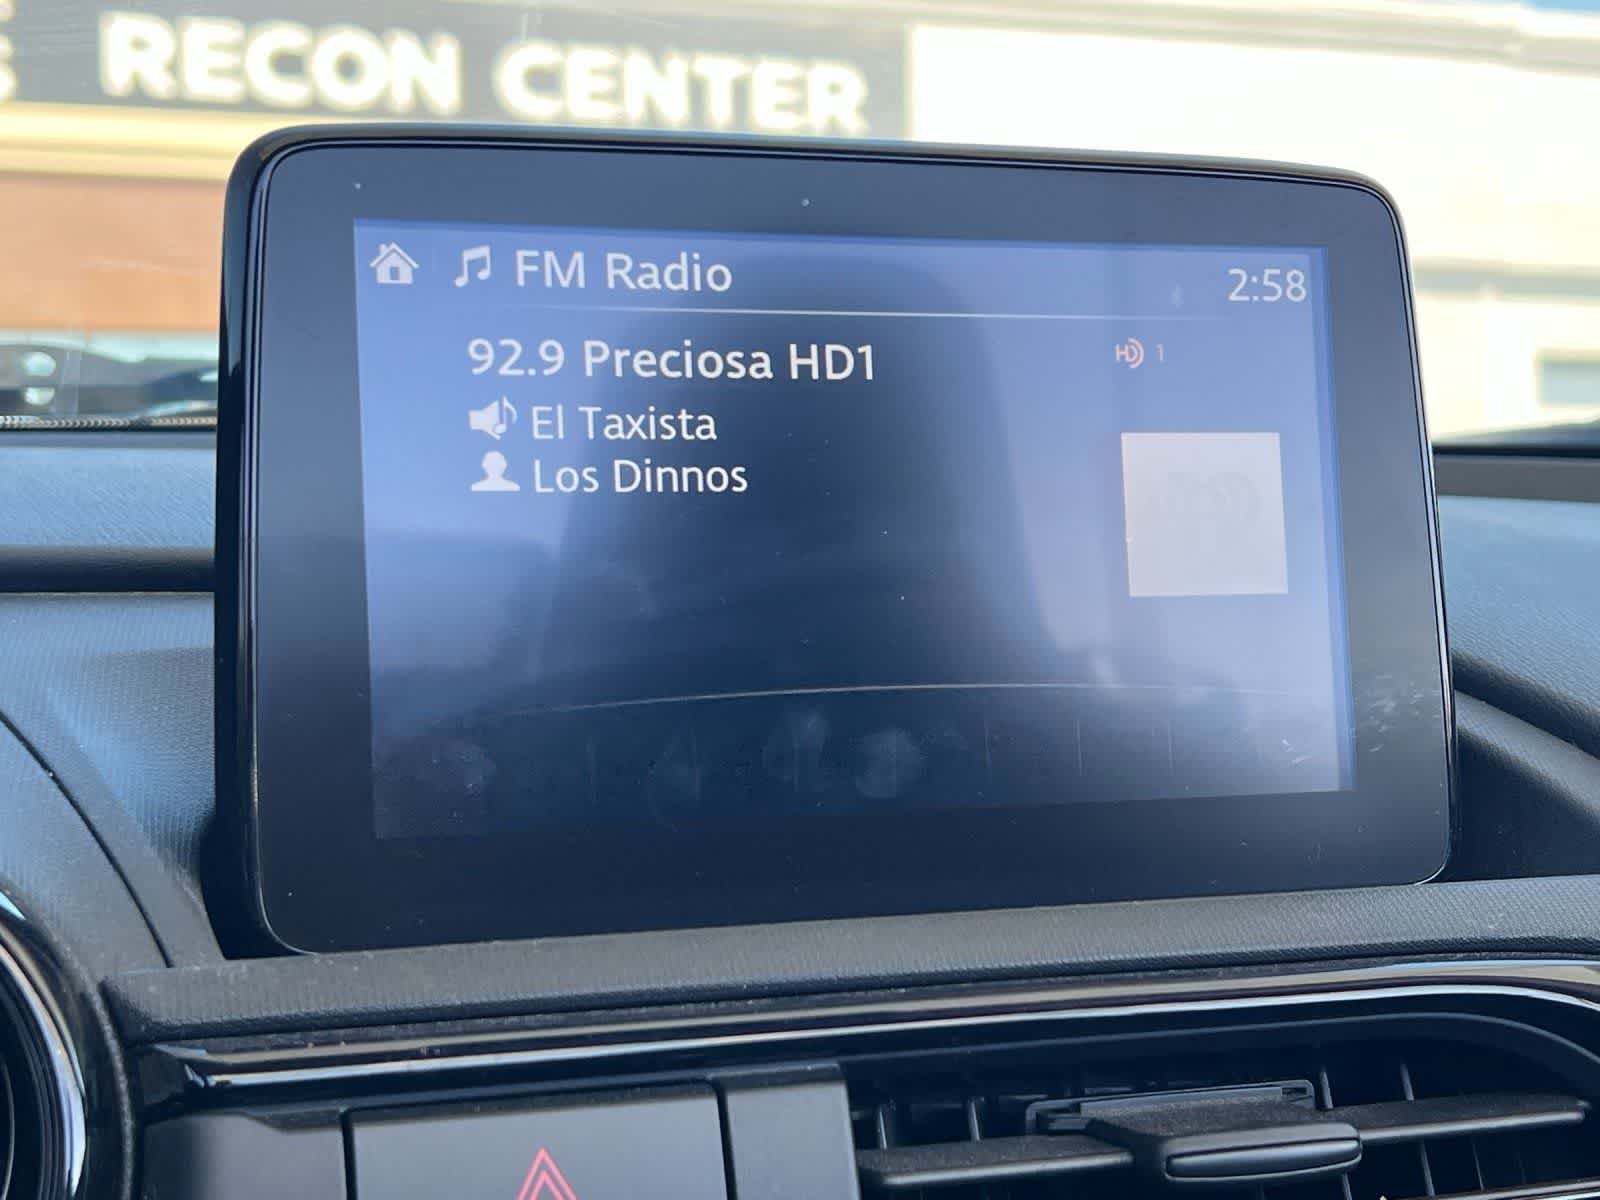 RECON CENTER
FM Radio
2:58
92.9 Preciosa HD1
HD 1
El Taxista
Los Dinnos